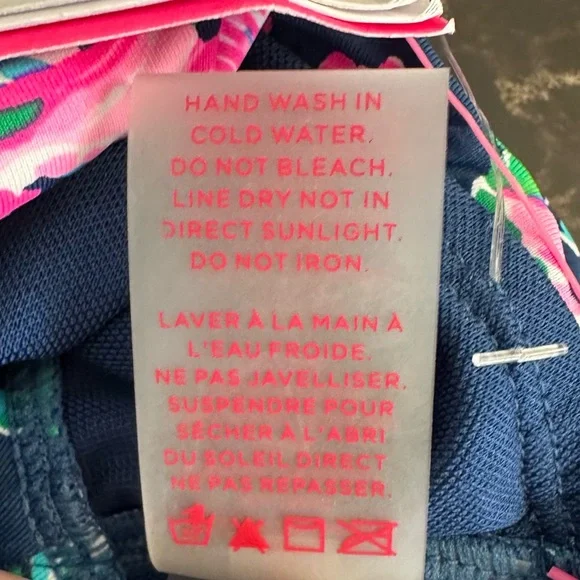 HAND WASH IN
COLD WATER.
DO NOT BLEACH.
LINE DRY NOT IN
DIRECT SUNLIGHT.
DO NOT IRON.
LAVER À LA MAIN À
L'EAU FROIDE.
NE PAS JAVELLISER.
SUSPENDRE POUR
SÉCHER À L'ABRI
DU SOLEIL DIRECT
NE PAS REPASSER.